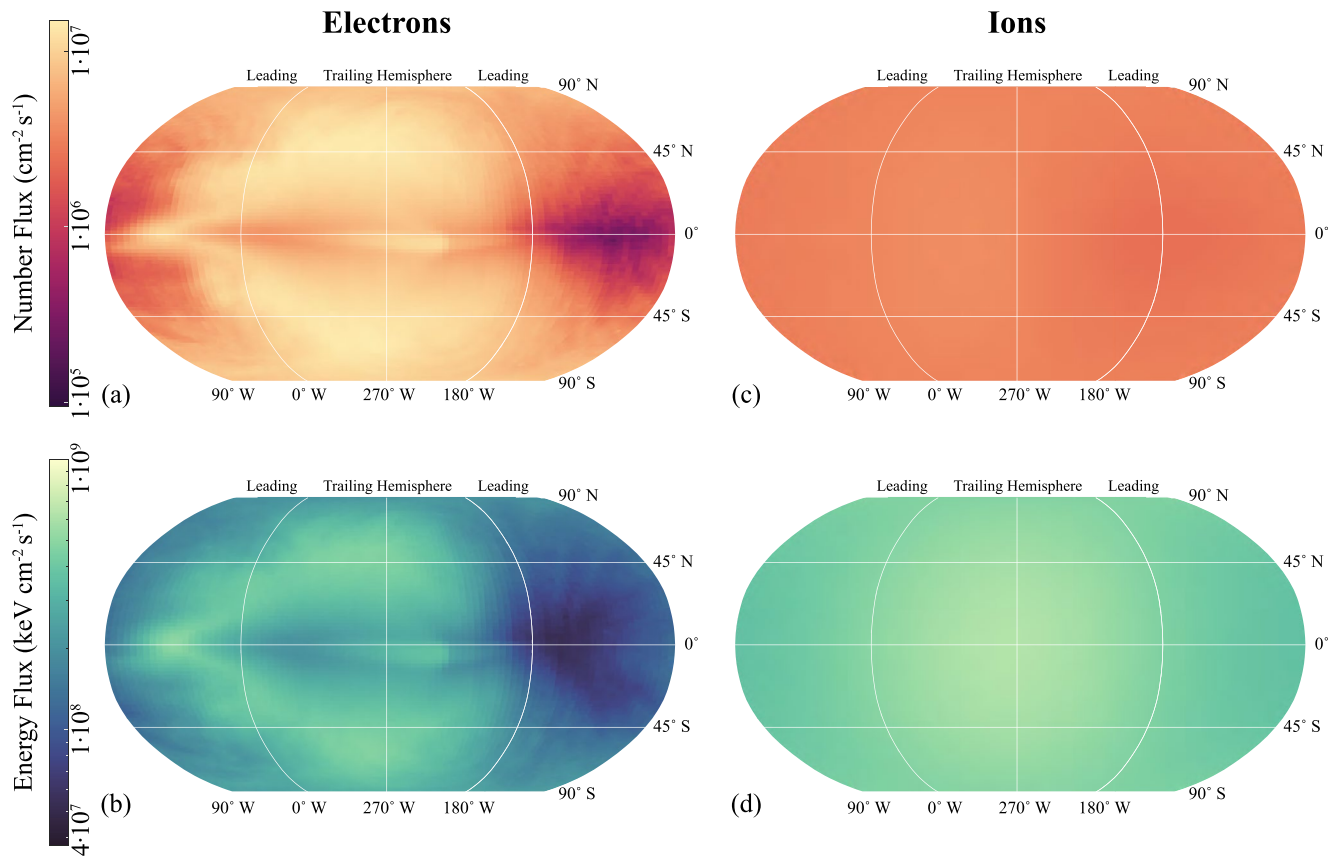 Electrons
Ions
Number Flux (cm⁻² s⁻¹)
1·10⁷
1·10⁶
1·10⁵
Leading Trailing Hemisphere Leading
90° N
45° N
0°
45° S
90° S
90° W 0° W 270° W 180° W
(a)
Leading Trailing Hemisphere Leading
90° N
45° N
0°
45° S
90° S
90° W 0° W 270° W 180° W
(c)
Energy Flux (keV cm⁻² s⁻¹)
1·10⁹
1·10⁸
4·10⁷
Leading Trailing Hemisphere Leading
90° N
45° N
0°
45° S
90° S
90° W 0° W 270° W 180° W
(b)
Leading Trailing Hemisphere Leading
90° N
45° N
0°
45° S
90° S
90° W 0° W 270° W 180° W
(d)